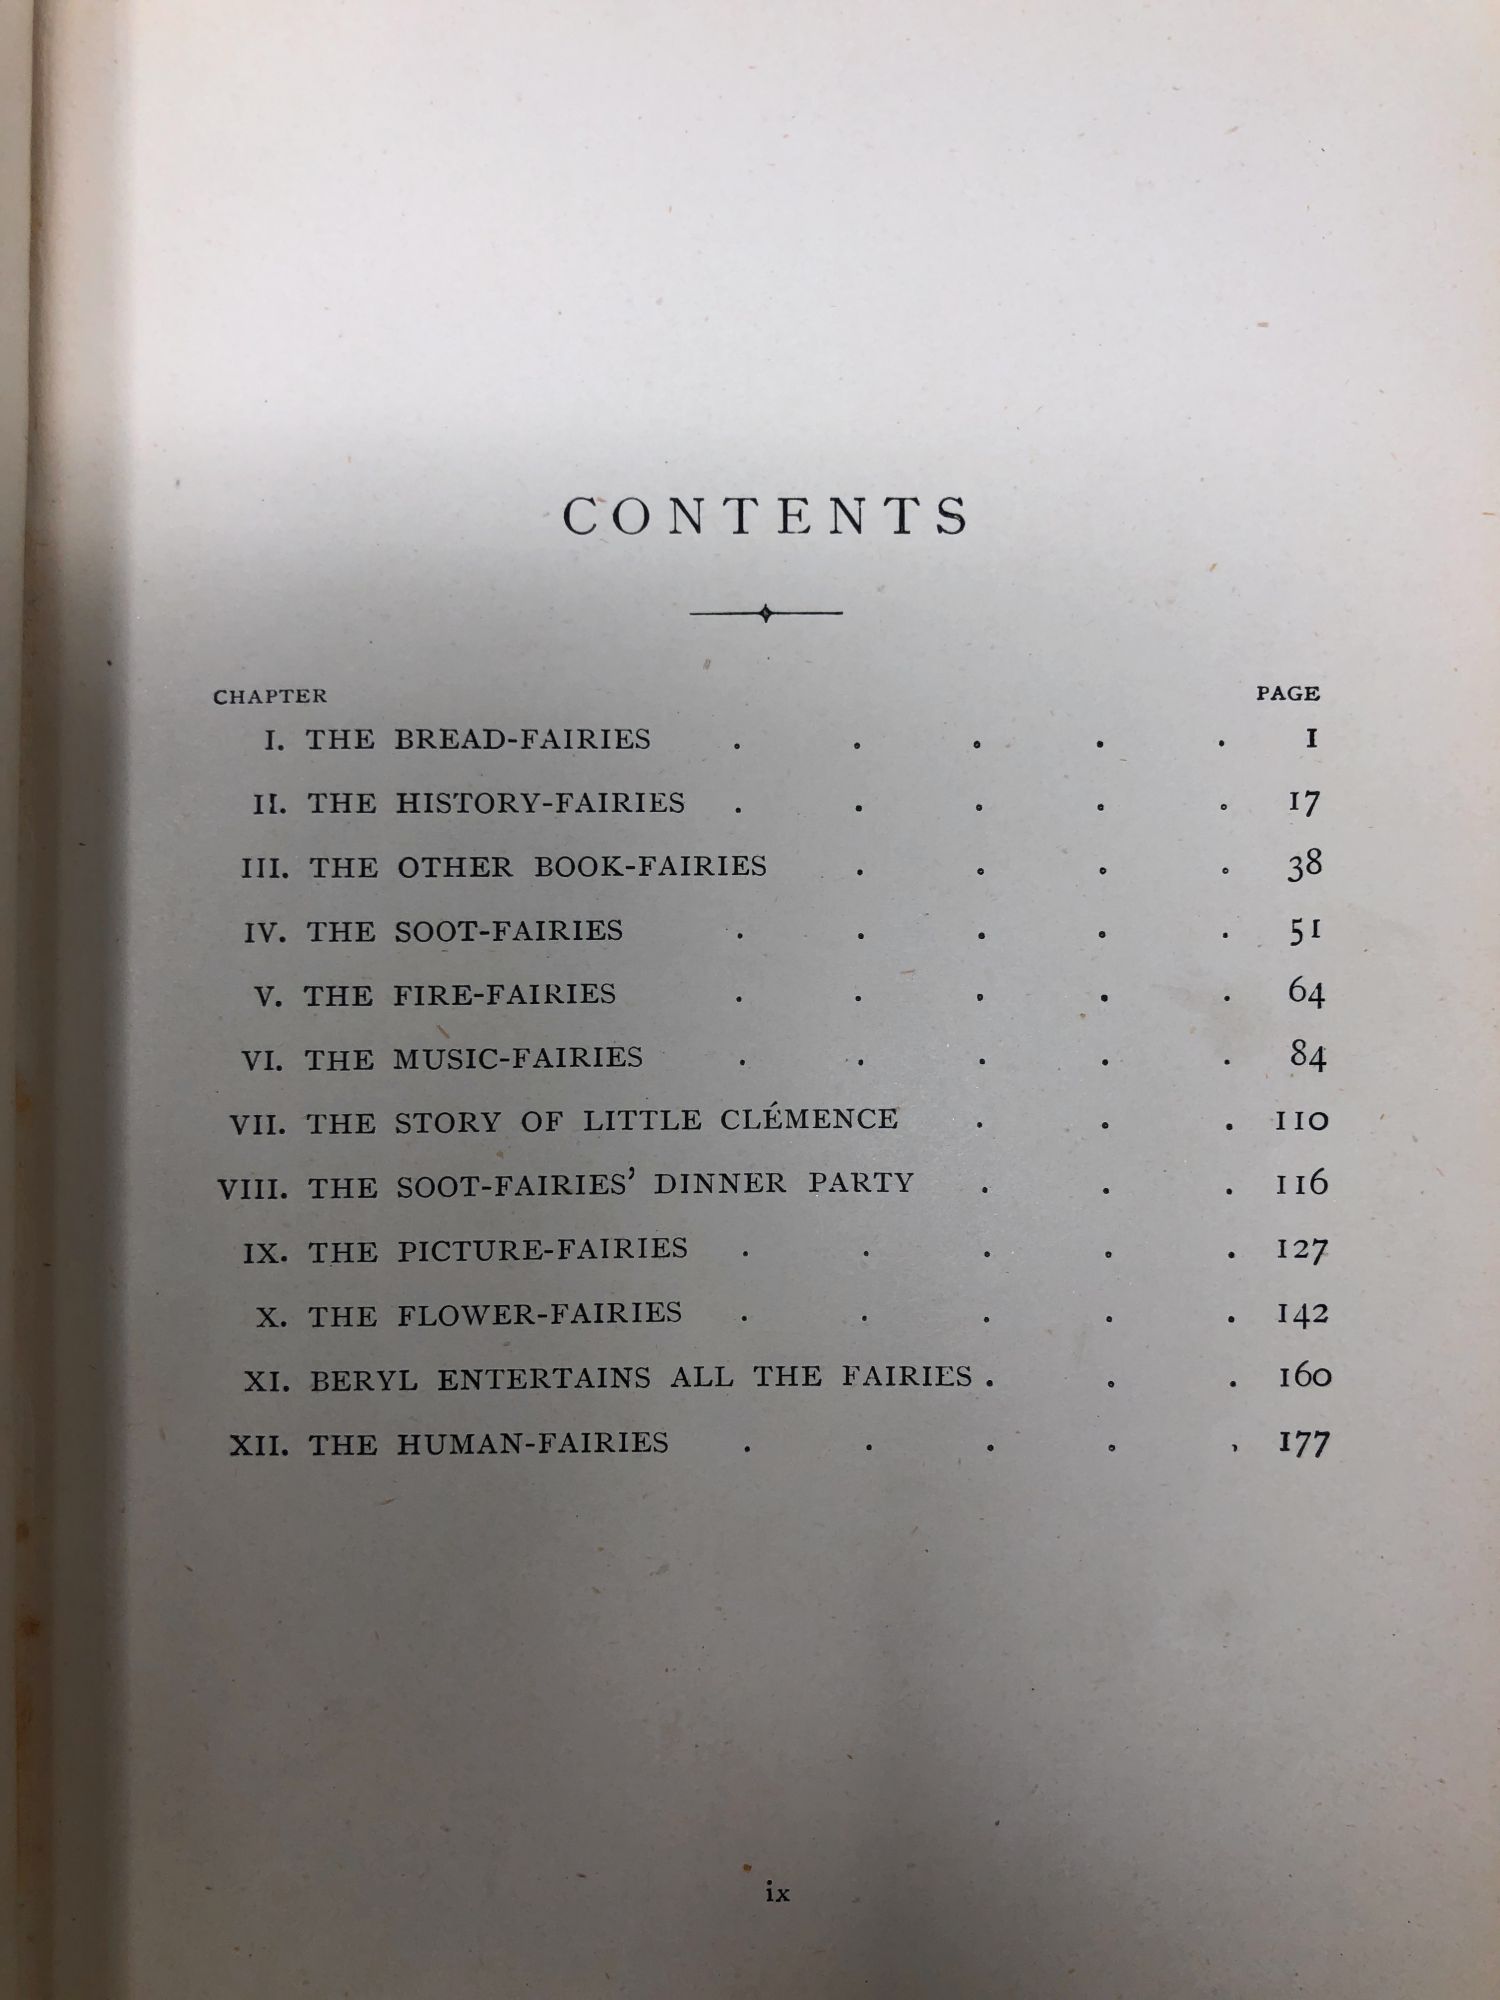 CONTENTS
CHAPTER PAGE
I. THE BREAD-FAIRIES . . . . . 1
II. THE HISTORY-FAIRIES . . . . . 17
III. THE OTHER BOOK-FAIRIES . . . . 38
IV. THE SOOT-FAIRIES . . . . . 51
V. THE FIRE-FAIRIES . . . . . 64
VI. THE MUSIC-FAIRIES . . . . . 84
VII. THE STORY OF LITTLE CLÉMENCE . . . 110
VIII. THE SOOT-FAIRIES’ DINNER PARTY . . . 116
IX. THE PICTURE-FAIRIES . . . . . 127
X. THE FLOWER-FAIRIES . . . . . 142
XI. BERYL ENTERTAINS ALL THE FAIRIES . . . 160
XII. THE HUMAN-FAIRIES . . . . . 177
ix